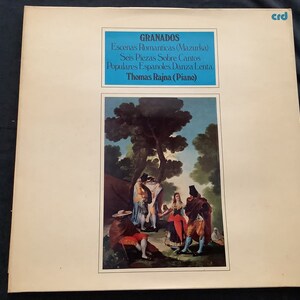 crd
GRANADOS
Escenas Romanticas (Mazurka)
Seis Piezas Sobre Cantos
Populares Españoles, Danza Lenta
Thomas Rajna (Piano)